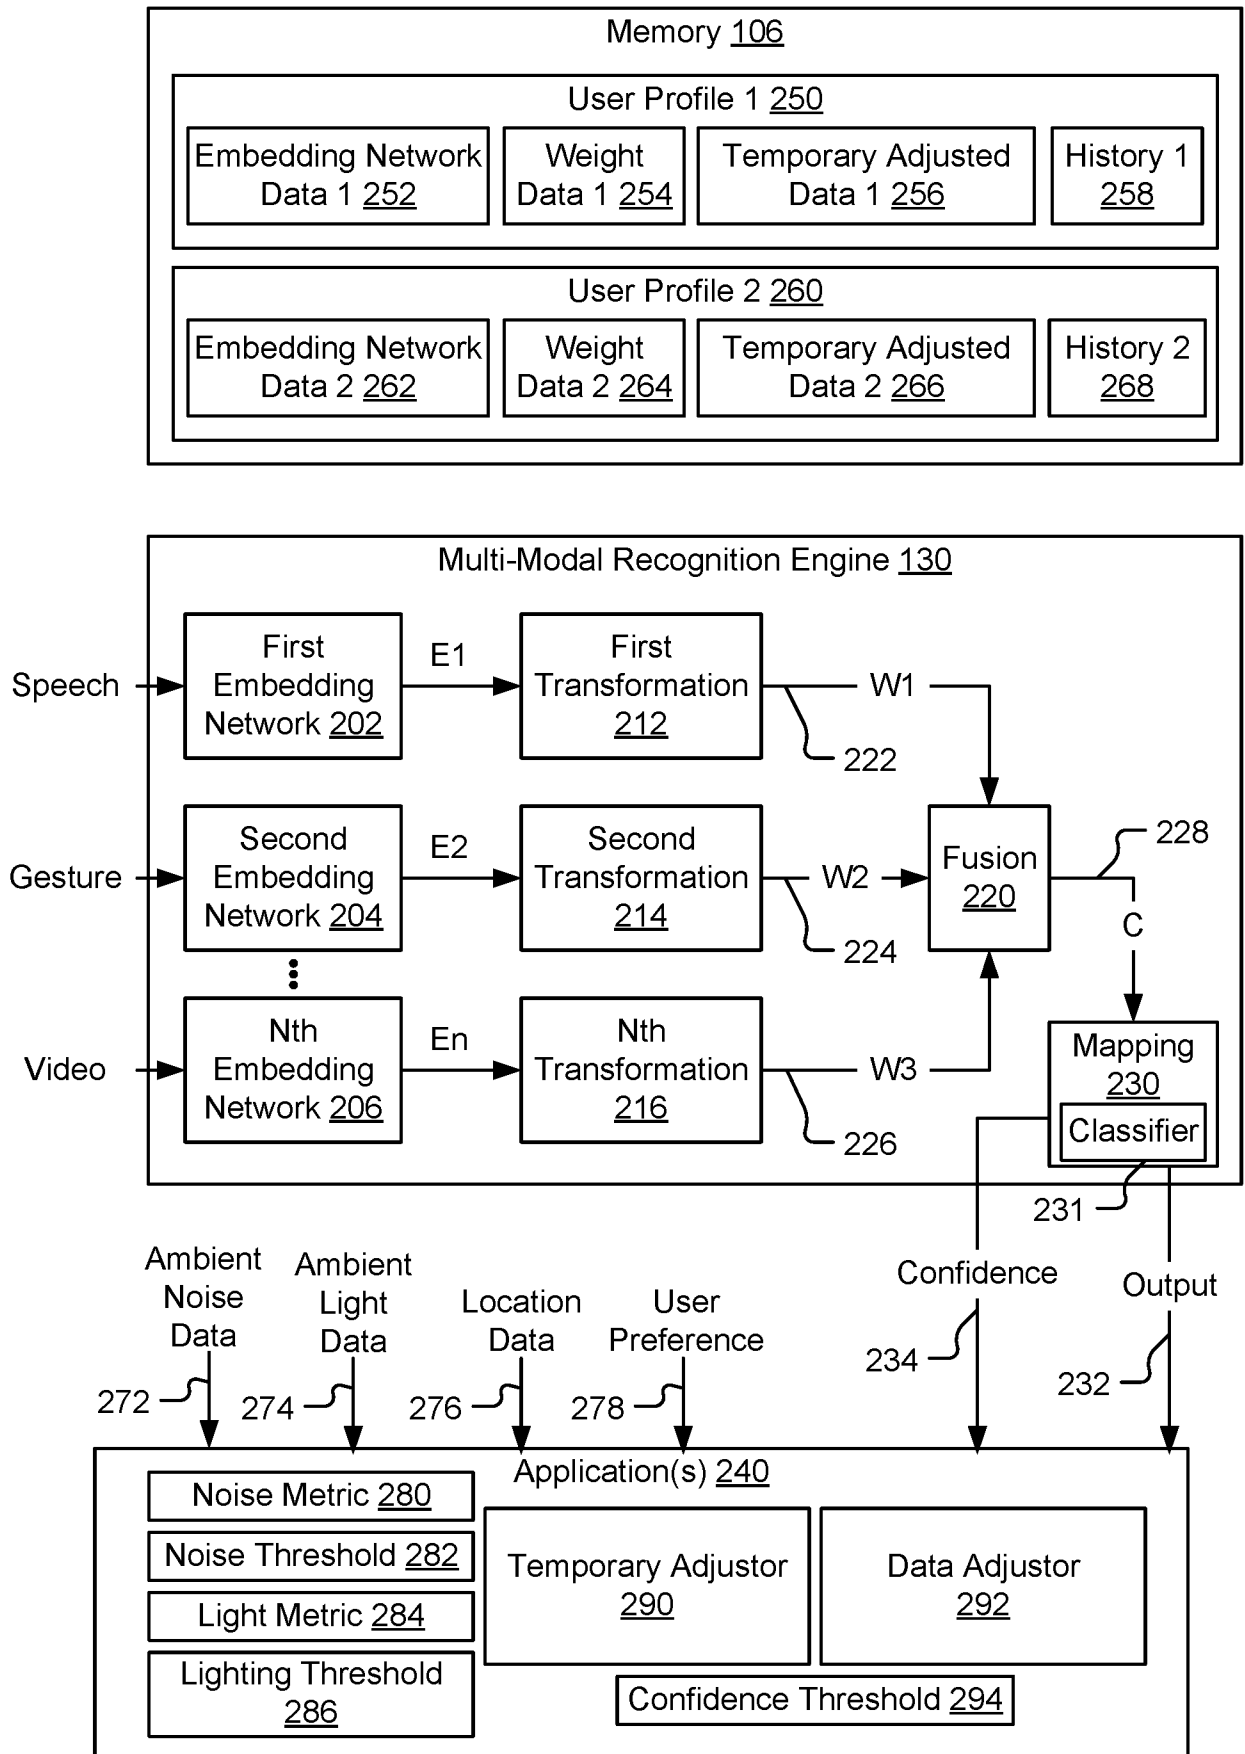 Memory 106
User Profile 1 250
Embedding Network Data 1 252
Weight Data 1 254
Temporary Adjusted Data 1 256
History 1 258
User Profile 2 260
Embedding Network Data 2 262
Weight Data 2 264
Temporary Adjusted Data 2 266
History 2 268
Multi-Modal Recognition Engine 130
Speech
First
Embedding
Network 202
E1
First
Transformation
212
W1
222
Gesture
Second
Embedding
Network 204
E2
Second
Transformation
214
W2
224
Fusion
220
228
C
Video
Nth
Embedding
Network 206
En
Nth
Transformation
216
W3
226
Mapping
230
Classifier
231
Ambient
Noise
Data
272
Ambient
Light
Data
274
Location
Data
276
User
Preference
278
Confidence
234
Output
232
Application(s) 240
Noise Metric 280
Noise Threshold 282
Light Metric 284
Lighting Threshold
286
Temporary Adjustor
290
Data Adjustor
292
Confidence Threshold 294